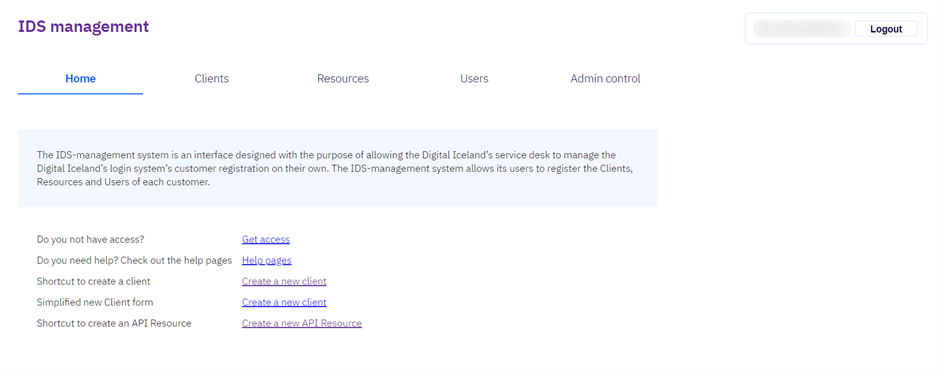 IDS management
Logout
Home Clients Resources Users Admin control
The IDS-management system is an interface designed with the purpose of allowing the Digital Iceland's service desk to manage the
Digital Iceland's login system's customer registration on their own. The IDS-management system allows its users to register the Clients,
Resources and Users of each customer.
Do you not have access? Get access
Do you need help? Check out the help pages Help pages
Shortcut to create a client Create a new client
Simplified new Client form Create a new client
Shortcut to create an API Resource Create a new API Resource